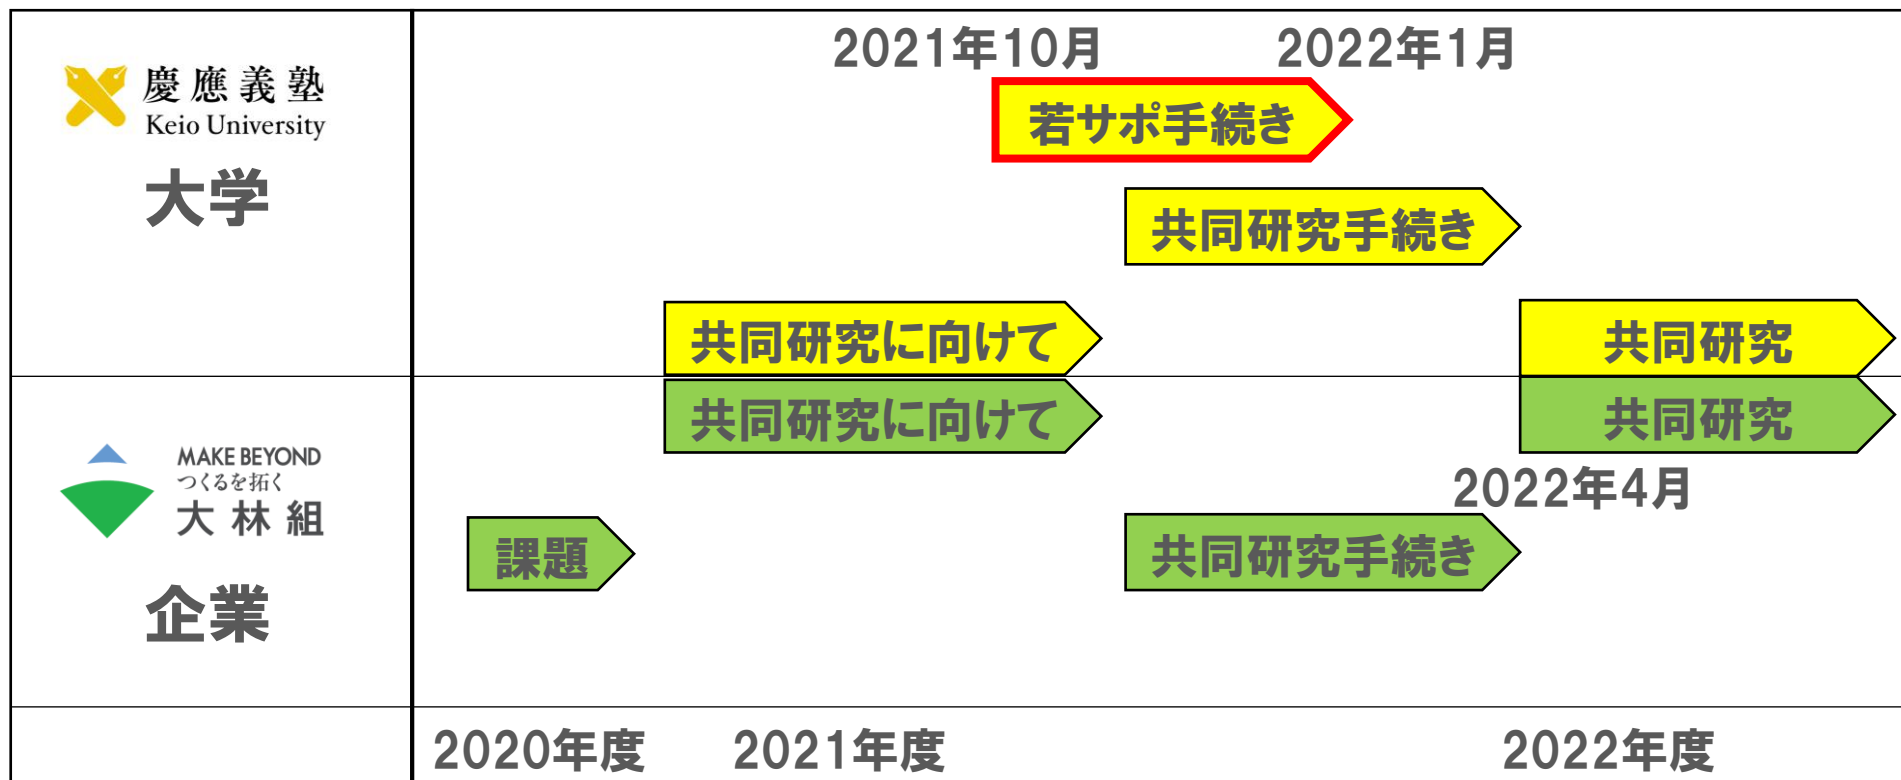 慶應義塾
Keio University
大学
2021年10月
2022年1月
若サポ手続き
共同研究手続き
共同研究に向けて
共同研究
MAKE BEYOND
つくるを拓く
大林組
企業
共同研究に向けて
共同研究
2022年4月
課題
共同研究手続き
2020年度
2021年度
2022年度